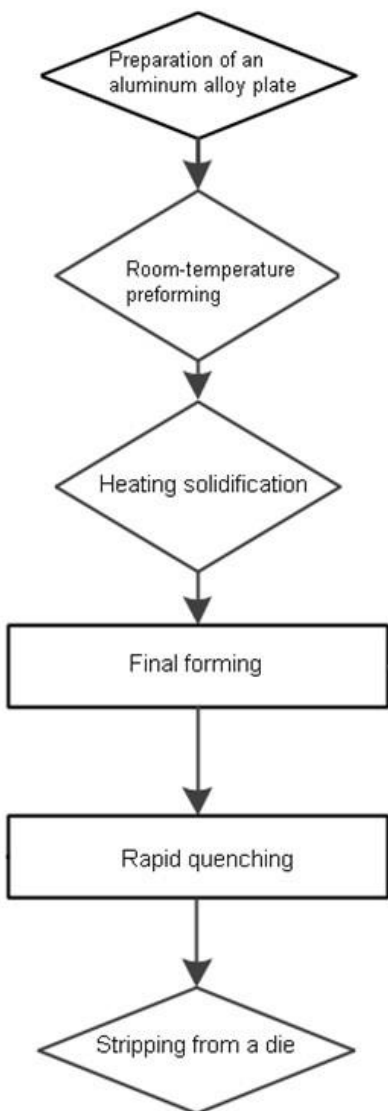 Preparation of an
aluminum alloy plate
Room-temperature
preforming
Heating solidification
Final forming
Rapid quenching
Stripping from a die